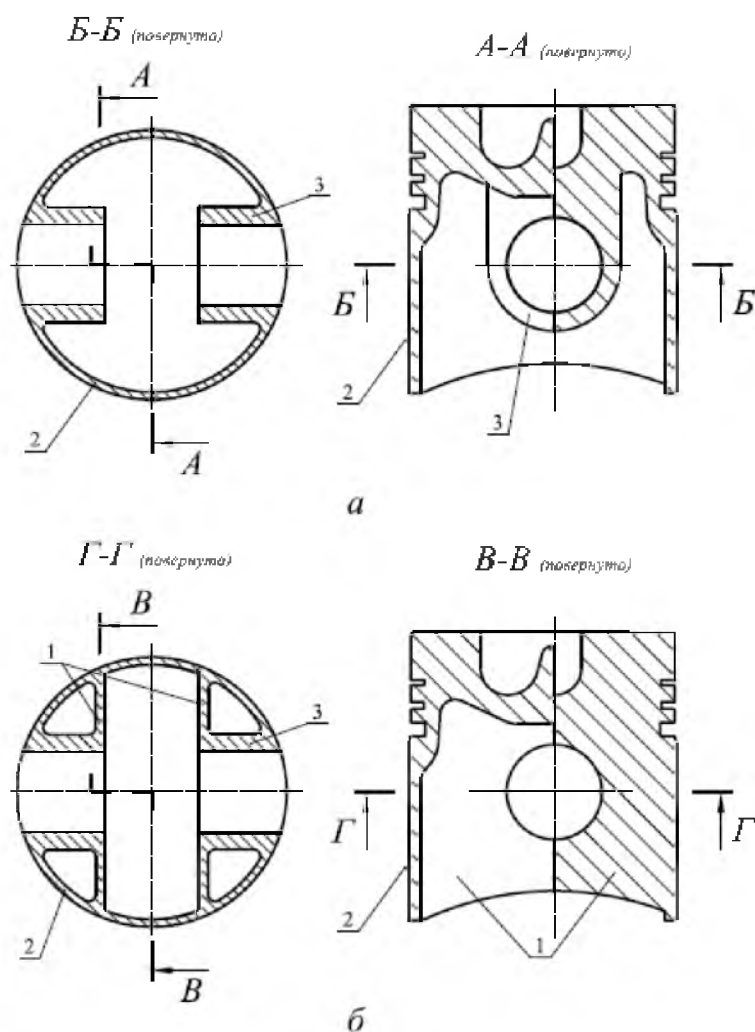 Б-Б (повернуто)
А-А (повернуто)
А
3
Б
Б
2
3
2
А
а
Г-Г (повернуто)
В-В (повернуто)
В
1
3
Г
Г
2
2
1
В
б